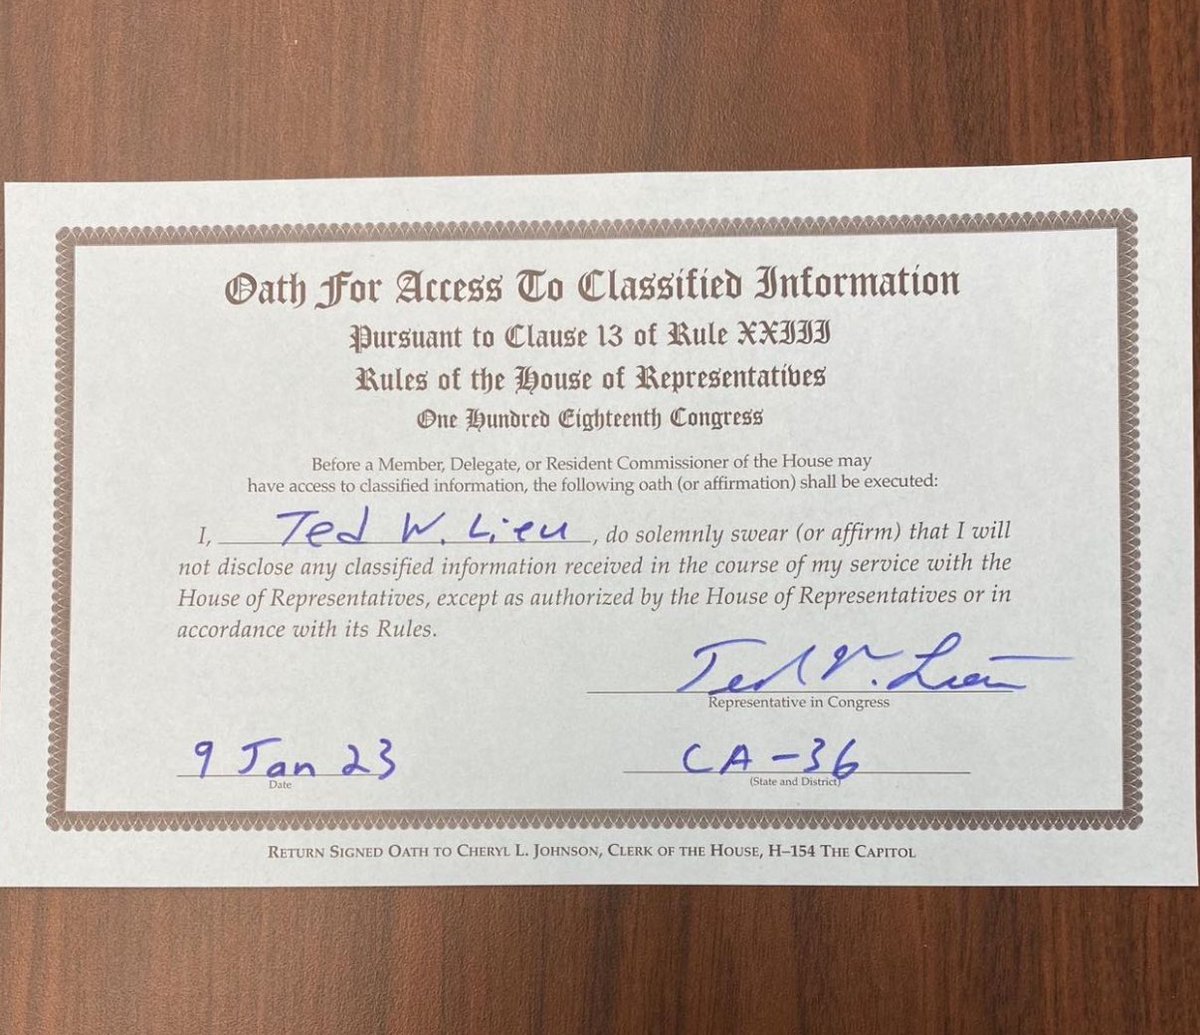 Oath For Access To Classified Information
Pursuant to Clause 13 of Rule XXIII
Rules of the House of Representatives
One Hundred Eighteenth Congress
Before a Member, Delegate, or Resident Commissioner of the House may
have access to classified information, the following oath (or affirmation) shall be executed:
I, Ted W. Lieu, do solemnly swear (or affirm) that I will
not disclose any classified information received in the course of my service with the
House of Representatives, except as authorized by the House of Representatives or in
accordance with its Rules.
Ted W. Lieu
Representative in Congress
9 Jan 23 CA-36
Date (State and District)
Return Signed Oath to Cheryl L. Johnson, Clerk of the House, H–154 The Capitol